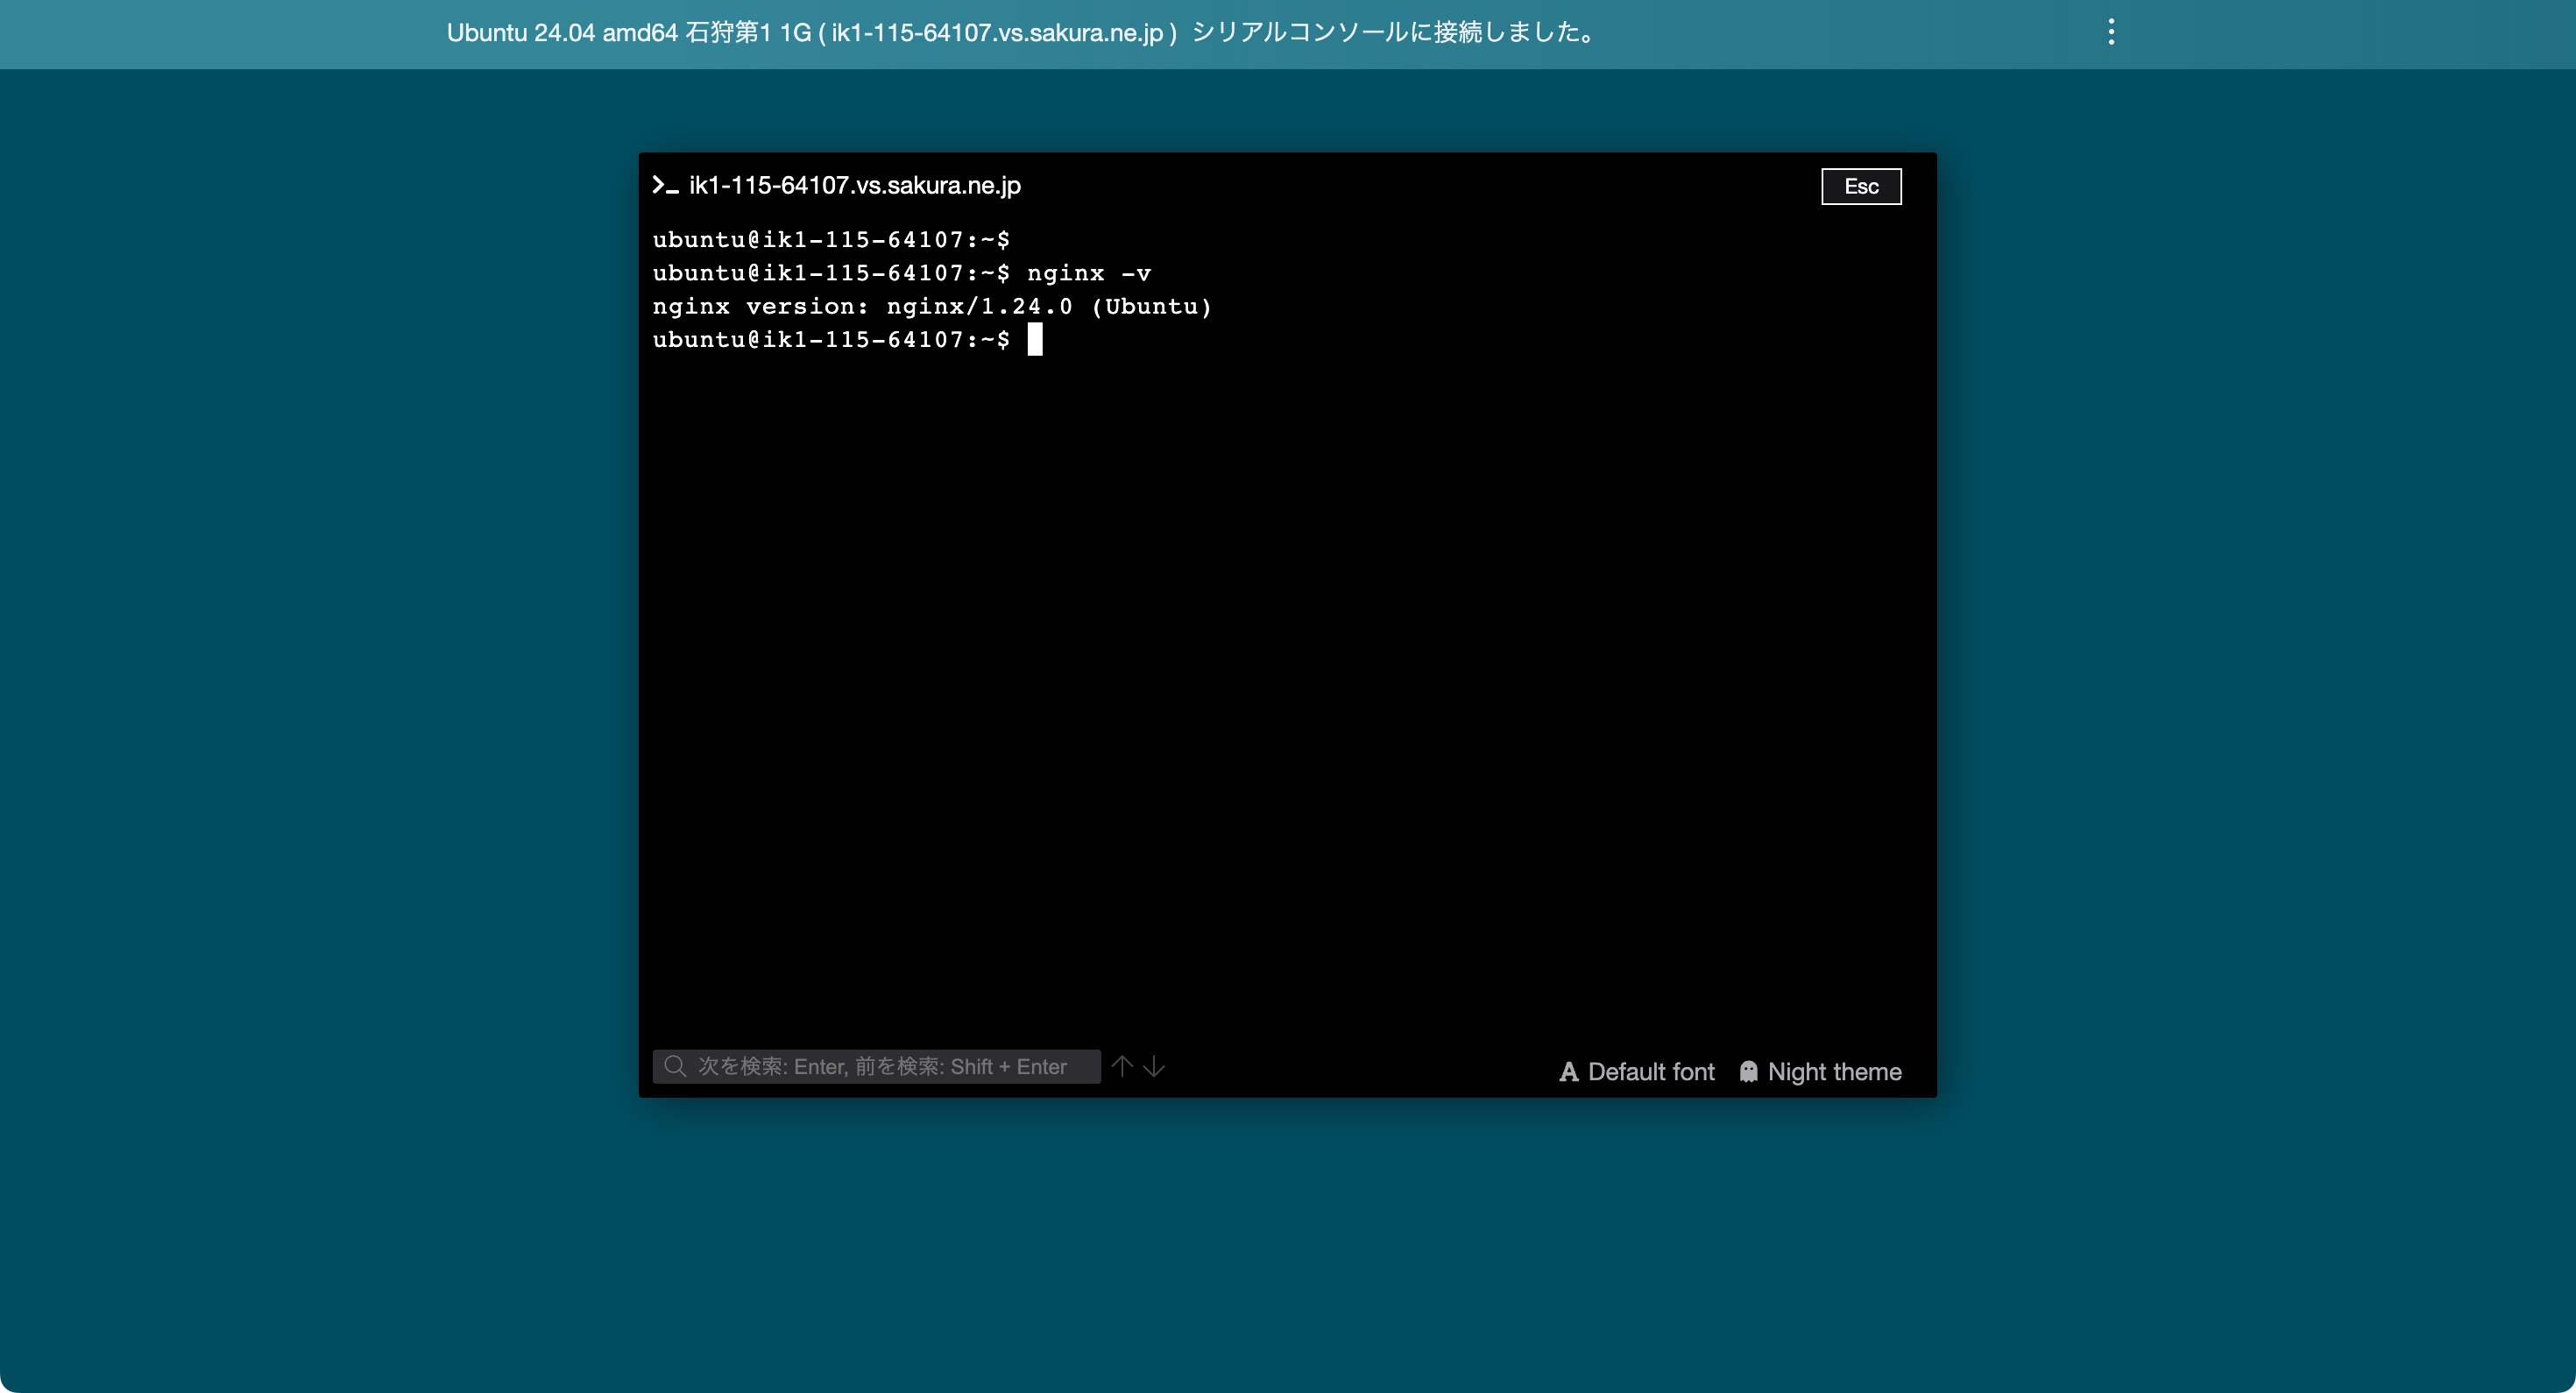 Ubuntu 24.04 amd64 石狩第1 1G ( ik1-115-64107.vs.sakura.ne.jp ) シリアルコンソールに接続しました。
ik1-115-64107.vs.sakura.ne.jp
Esc
ubuntu@ik1-115-64107:~$
ubuntu@ik1-115-64107:~$ nginx -v
nginx version: nginx/1.24.0 (Ubuntu)
ubuntu@ik1-115-64107:~$
次を検索: Enter, 前を検索: Shift + Enter
Default font
Night theme